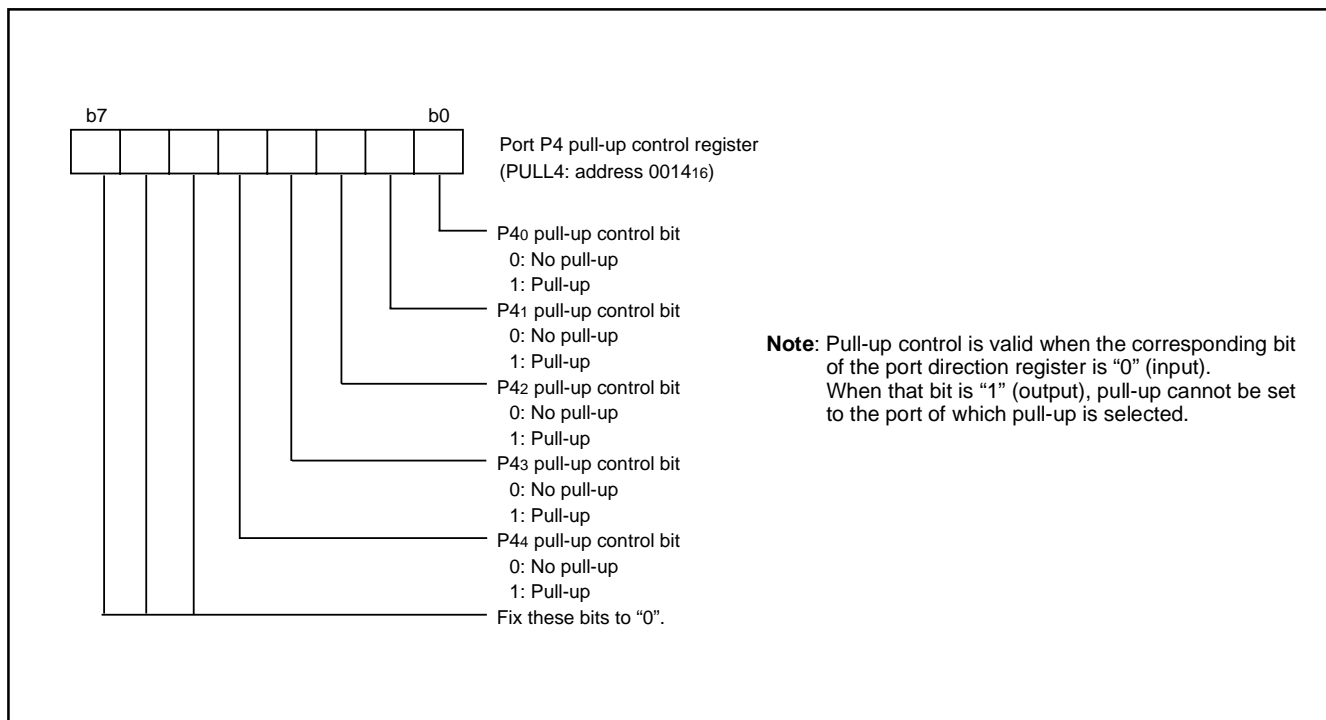 b7 b0
Port P4 pull-up control register
(PULL4: address 001416)
P40 pull-up control bit
0: No pull-up
1: Pull-up
P41 pull-up control bit
0: No pull-up
1: Pull-up
P42 pull-up control bit
0: No pull-up
1: Pull-up
P43 pull-up control bit
0: No pull-up
1: Pull-up
P44 pull-up control bit
0: No pull-up
1: Pull-up
Fix these bits to “0”.
Note: Pull-up control is valid when the corresponding bit
of the port direction register is “0” (input).
When that bit is “1” (output), pull-up cannot be set
to the port of which pull-up is selected.